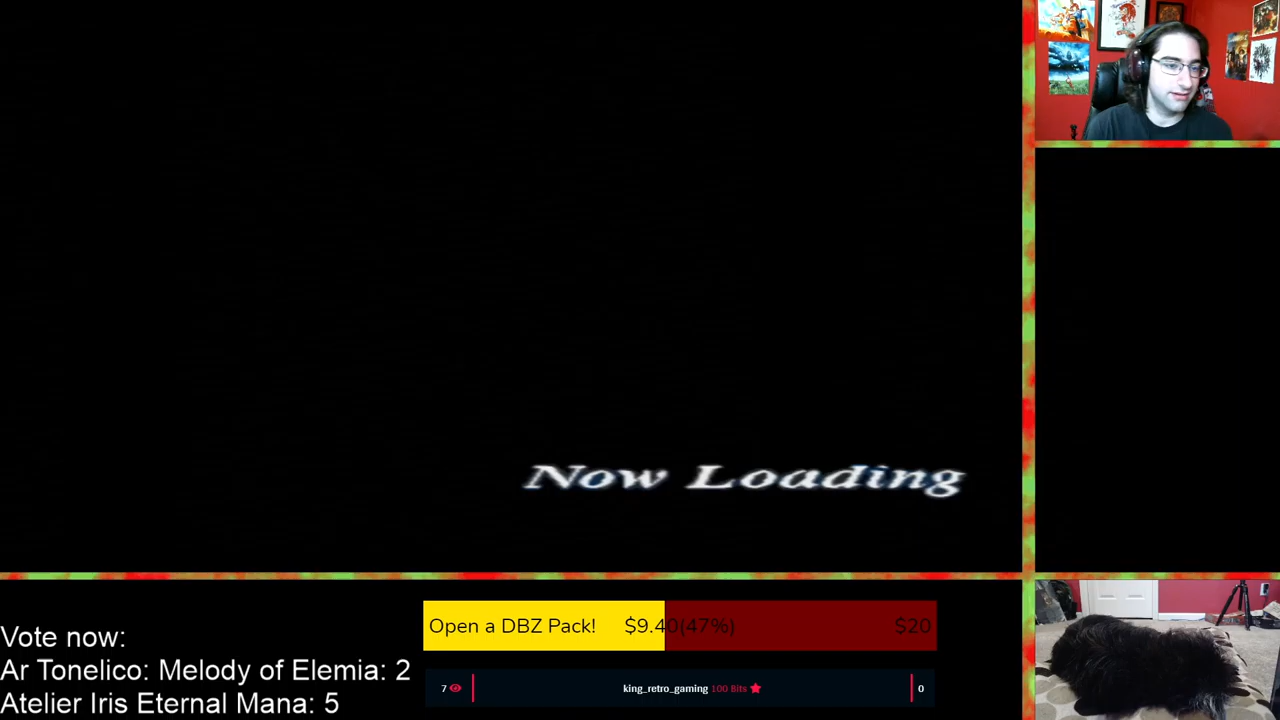 Now Loading
Open a DBZ Pack! $9.40(47%) $20
7 king_retro_gaming 100 Bits 0
Vote now:
Ar Tonelico: Melody of Elemia: 2
Atelier Iris Eternal Mana: 5